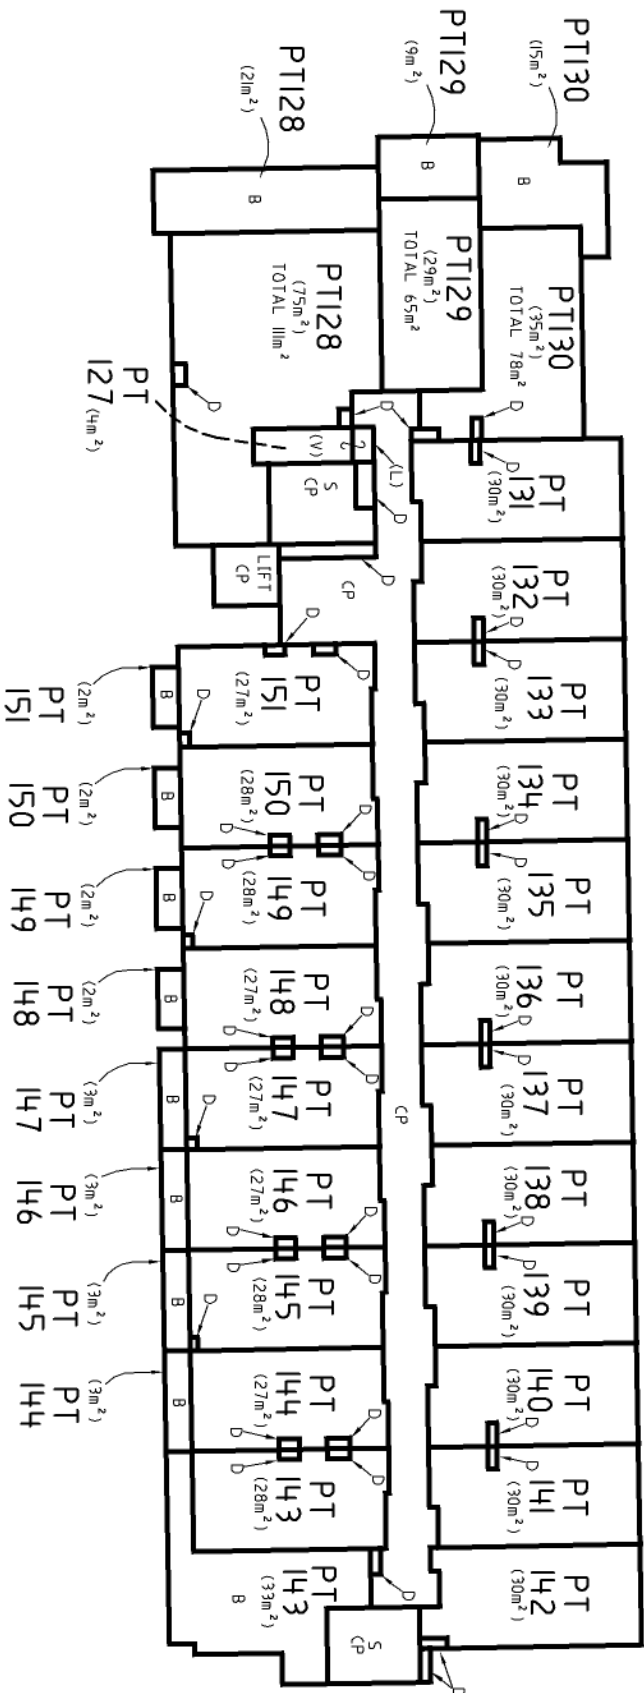 PT130
(15m²)
B
PT129
(9m²)
B
PT128
(21m²)
B
PT130
(35m²)
TOTAL 78m²
PT129
(29m²)
TOTAL 65m²
PT128
(75m²)
TOTAL 111m²
D
PT
127 (4m²)
D
(V)
(L)
D
D
PT
131
(30m²)
S
CP
D
LIFT
CP
D
CP
PT
132
(30m²)
D
D
PT
133
(30m²)
PT
134
(30m²)
D
D
PT
135
(30m²)
PT
136
(30m²)
D
D
PT
137
(30m²)
PT
138
(30m²)
D
D
PT
139
(30m²)
PT
140
(30m²)
D
D
PT
141
(30m²)
PT
142
(30m²)
CP
D
D
PT
151
(27m²)
D
B
(2m²)
PT
151
PT
150
(28m²)
D
D
D
D
B
(2m²)
PT
150
PT
149
(28m²)
D
B
(2m²)
PT
149
PT
148
(27m²)
D
D
D
D
B
(2m²)
PT
148
PT
147
(27m²)
D
B
(3m²)
PT
147
PT
146
(27m²)
D
D
D
D
B
(3m²)
PT
146
PT
145
(28m²)
D
B
(3m²)
PT
145
PT
144
(27m²)
D
D
D
D
B
(3m²)
PT
144
PT
143
(28m²)
PT
143
(33m²)
B
D
S
CP
D